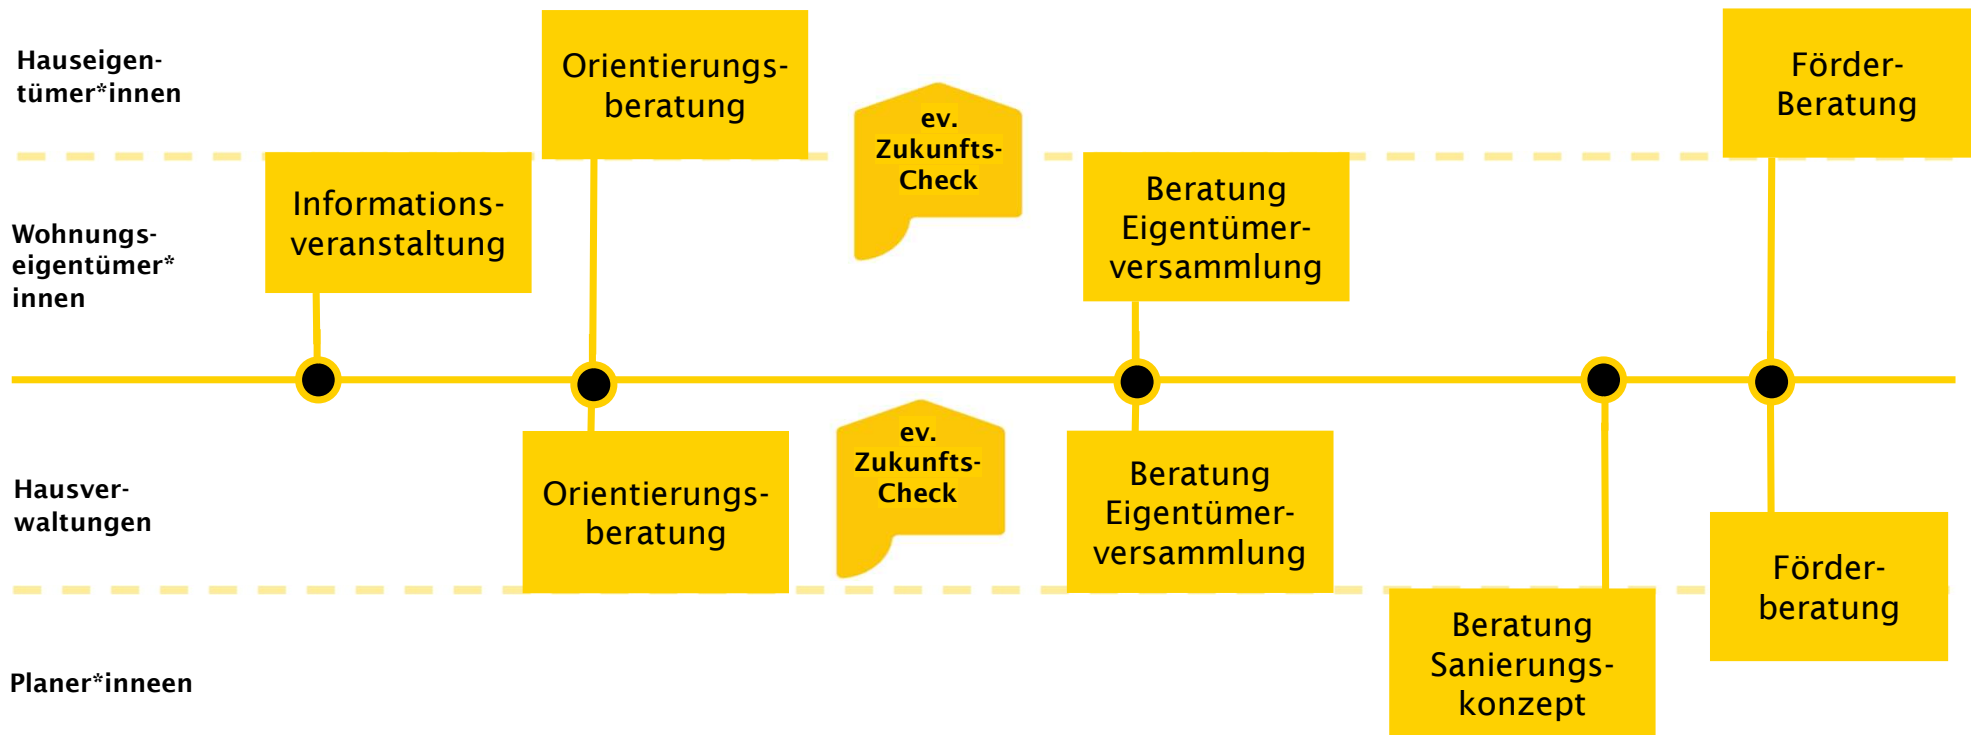 Hauseigen-
tümer*innen
Orientierungs-
beratung
ev.
Zukunfts-
Check
Förder-
Beratung
Wohnungs-
eigentümer*
innen
Informations-
veranstaltung
Beratung
Eigentümer-
versammlung
Hausver-
waltungen
Orientierungs-
beratung
ev.
Zukunfts-
Check
Beratung
Eigentümer-
versammlung
Förder-
beratung
Planer*inneen
Beratung
Sanierungs-
konzept